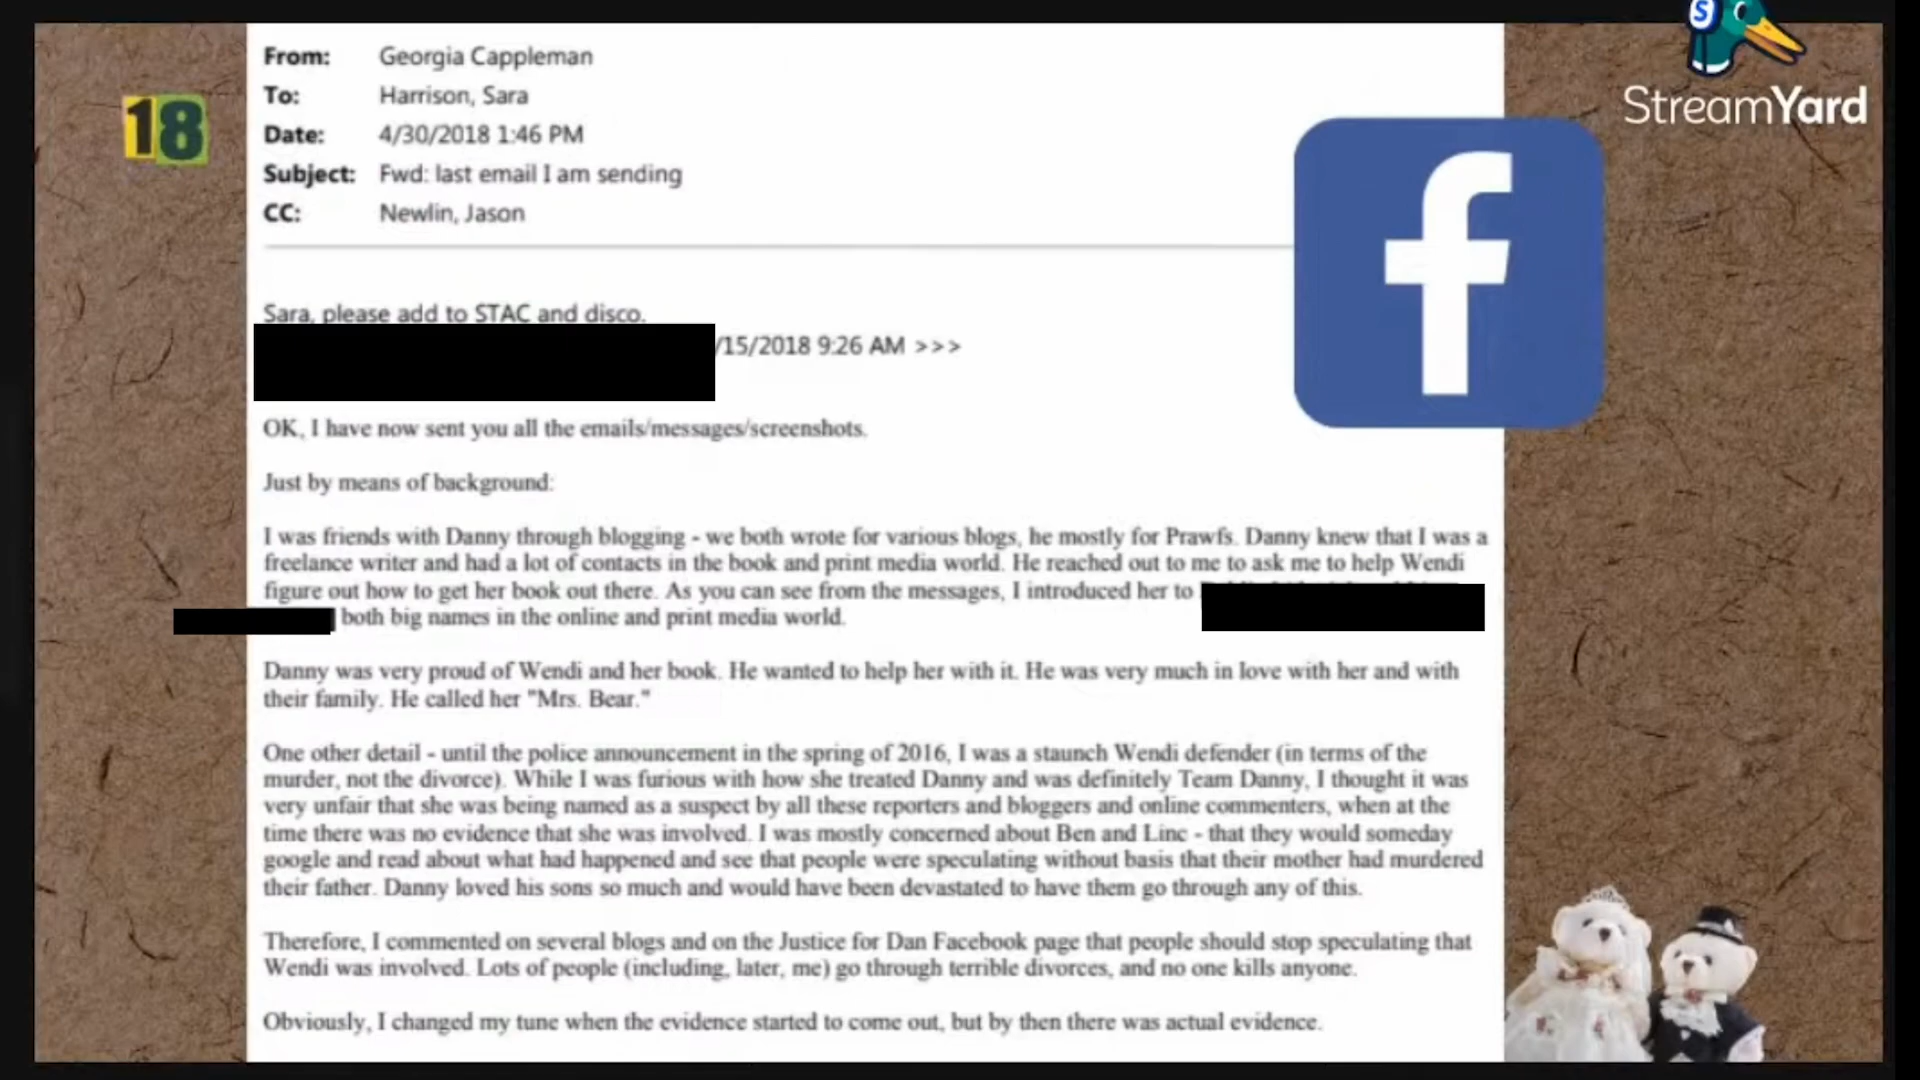 18
StreamYard
From: Georgia Cappleman
To: Harrison, Sara
Date: 4/30/2018 1:46 PM
Subject: Fwd: last email I am sending
CC: Newlin, Jason
Sara, please add to STAC and disco.
/15/2018 9:26 AM >>>
OK, I have now sent you all the emails/messages/screenshots.
Just by means of background:
I was friends with Danny through blogging - we both wrote for various blogs, he mostly for Prawfs. Danny knew that I was a
freelance writer and had a lot of contacts in the book and print media world. He reached out to me to ask me to help Wendi
figure out how to get her book out there. As you can see from the messages, I introduced her to
both big names in the online and print media world.
Danny was very proud of Wendi and her book. He wanted to help her with it. He was very much in love with her and with
their family. He called her "Mrs. Bear."
One other detail - until the police announcement in the spring of 2016, I was a staunch Wendi defender (in terms of the
murder, not the divorce). While I was furious with how she treated Danny and was definitely Team Danny, I thought it was
very unfair that she was being named as a suspect by all these reporters and bloggers and online commenters, when at the
time there was no evidence that she was involved. I was mostly concerned about Ben and Linc - that they would someday
google and read about what had happened and see that people were speculating without basis that their mother had murdered
their father. Danny loved his sons so much and would have been devastated to have them go through any of this.
Therefore, I commented on several blogs and on the Justice for Dan Facebook page that people should stop speculating that
Wendi was involved. Lots of people (including, later, me) go through terrible divorces, and no one kills anyone.
Obviously, I changed my tune when the evidence started to come out, but by then there was actual evidence.